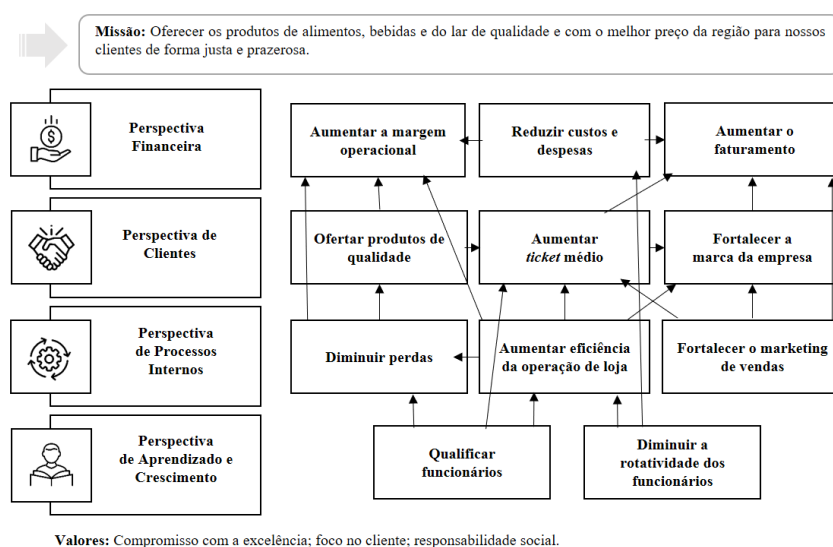 Missão: Oferecer os produtos de alimentos, bebidas e do lar de qualidade e com o melhor preço da região para nossos
clientes de forma justa e prazerosa.
Perspectiva
Financeira
Aumentar a margem
operacional
Reduzir custos e
despesas
Aumentar o
faturamento
Perspectiva de
Clientes
Ofertar produtos de
qualidade
Aumentar
ticket médio
Fortalecer a
marca da empresa
Perspectiva
de Processos
Internos
Diminuir perdas
Aumentar eficiência
da operação de loja
Fortalecer o marketing
de vendas
Perspectiva
de Aprendizado e
Crescimento
Qualificar
funcionários
Diminuir a
rotatividade dos
funcionários
Valores: Compromisso com a excelência; foco no cliente; responsabilidade social.